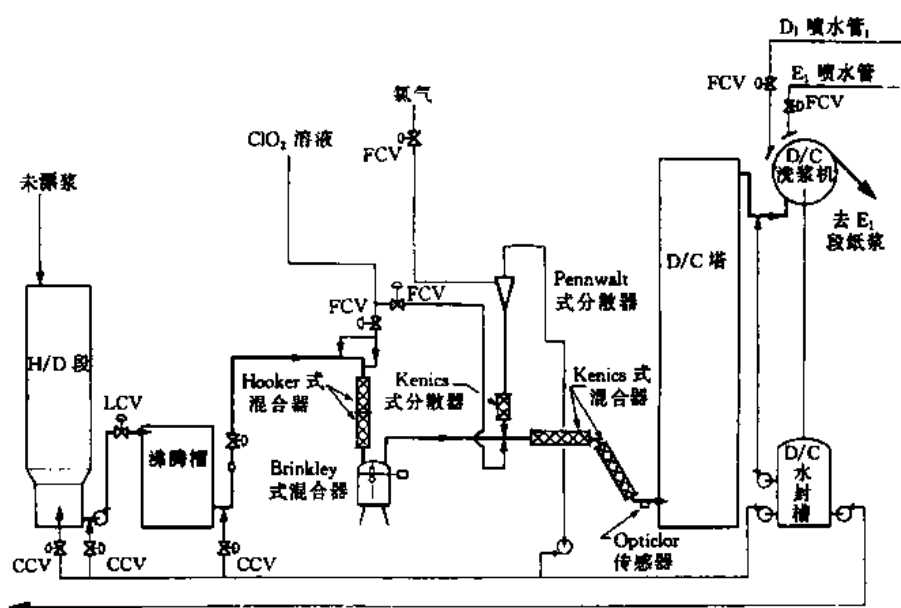 D₁ 喷水管₁
E₁ 喷水管
FCV
FCV
氯气
ClO₂ 溶液
FCV
D/C
洗浆机
未漂浆
去 E₁
段纸浆
D/C 塔
Pennwalt
式分散器
FCV
FCV
H/D 段
Hooker 式
混合器
Kenics
式分散器
Kenics 式
混合器
LCV
沸腾槽
Brinkley
式混合器
D/C
水
封
槽
Opticlor
传感器
CCV
CCV
CCV